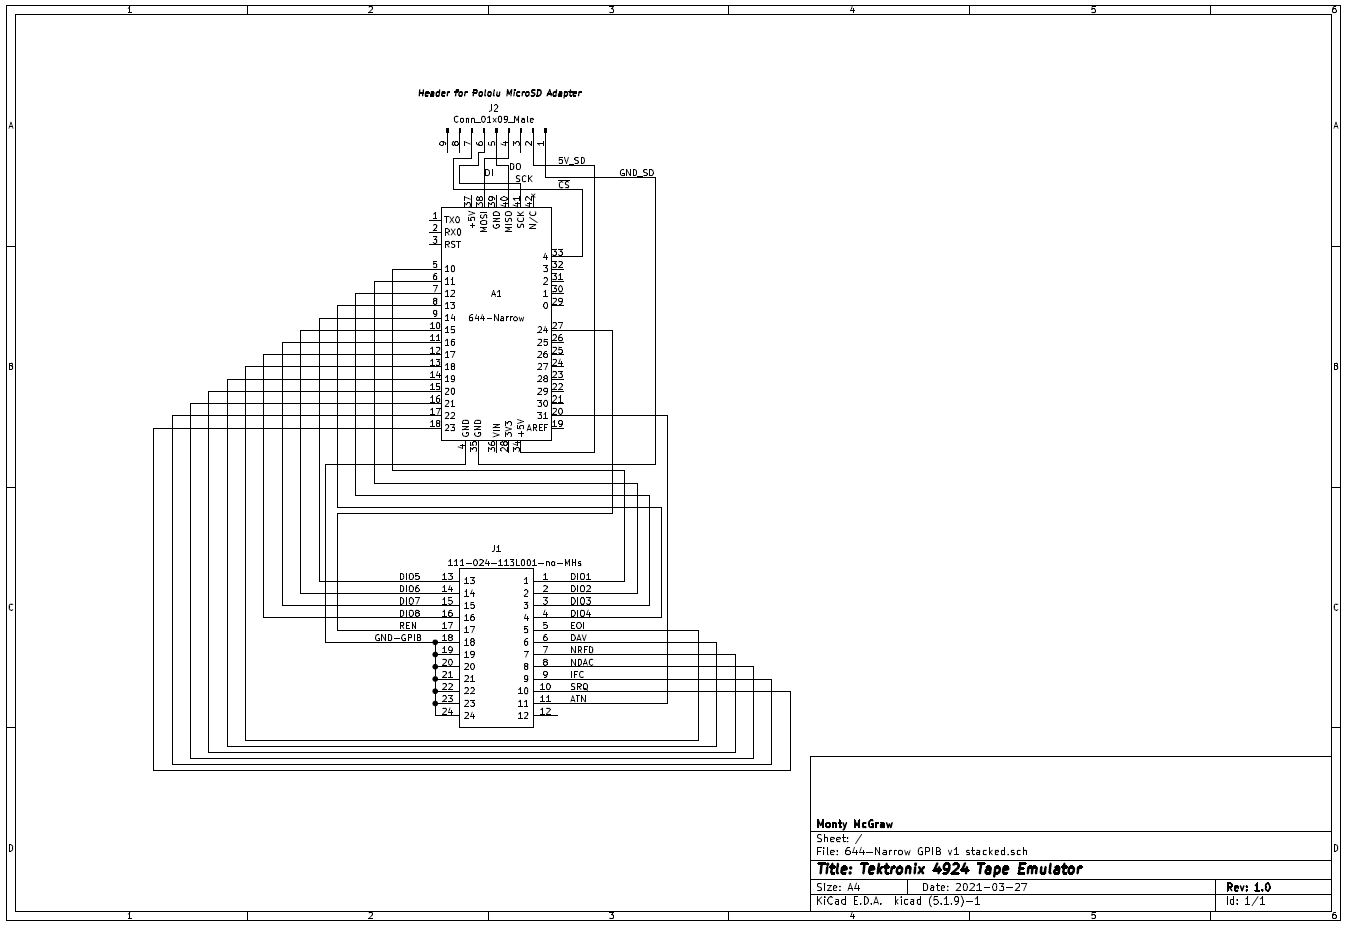 1 2 3 4 5 6
Header for Pololu MicroSD Adapter
J2
Conn_01x09_Male
A A
9 8 7 6 5 4 3 2 1
5V_SD
DO
DI GND_SD
SCK
CS
37 38 39 40 41 42
+5V MOSI GND MISO SCK N/C
1 TX0
2 RX0
3 RST
4 33
5 10 3 32
6 11 2 31
7 12 A1 1 30
8 13 0 29
9 14 644-Narrow
10 15 24 27
11 16 25 26
12 17 26 25
B B
13 18 27 24
14 19 28 23
15 20 29 22
16 21 30 21
17 22 31 20
18 23 AREF 19
GND GND VIN 3V3 +5V
4 35 36 28 34
J1
111-024-113L001-no-MHs
DIO5 13 13 1 1 DIO1
DIO6 14 14 2 2 DIO2
DIO7 15 15 3 3 DIO3
C C
DIO8 16 16 4 4 DIO4
REN 17 17 5 5 EOI
GND-GPIB 18 18 6 6 DAV
19 19 7 7 NRFD
20 20 8 8 NDAC
21 21 9 9 IFC
22 22 10 10 SRQ
23 23 11 11 ATN
24 24 12 12
Monty McGraw
Sheet: /
File: 644-Narrow GPIB v1 stacked.sch
D D
Title: Tektronix 4924 Tape Emulator
Size: A4 Date: 2021-03-27 Rev: 1.0
KiCad E.D.A. kicad (5.1.9)-1 Id: 1/1
1 2 3 4 5 6